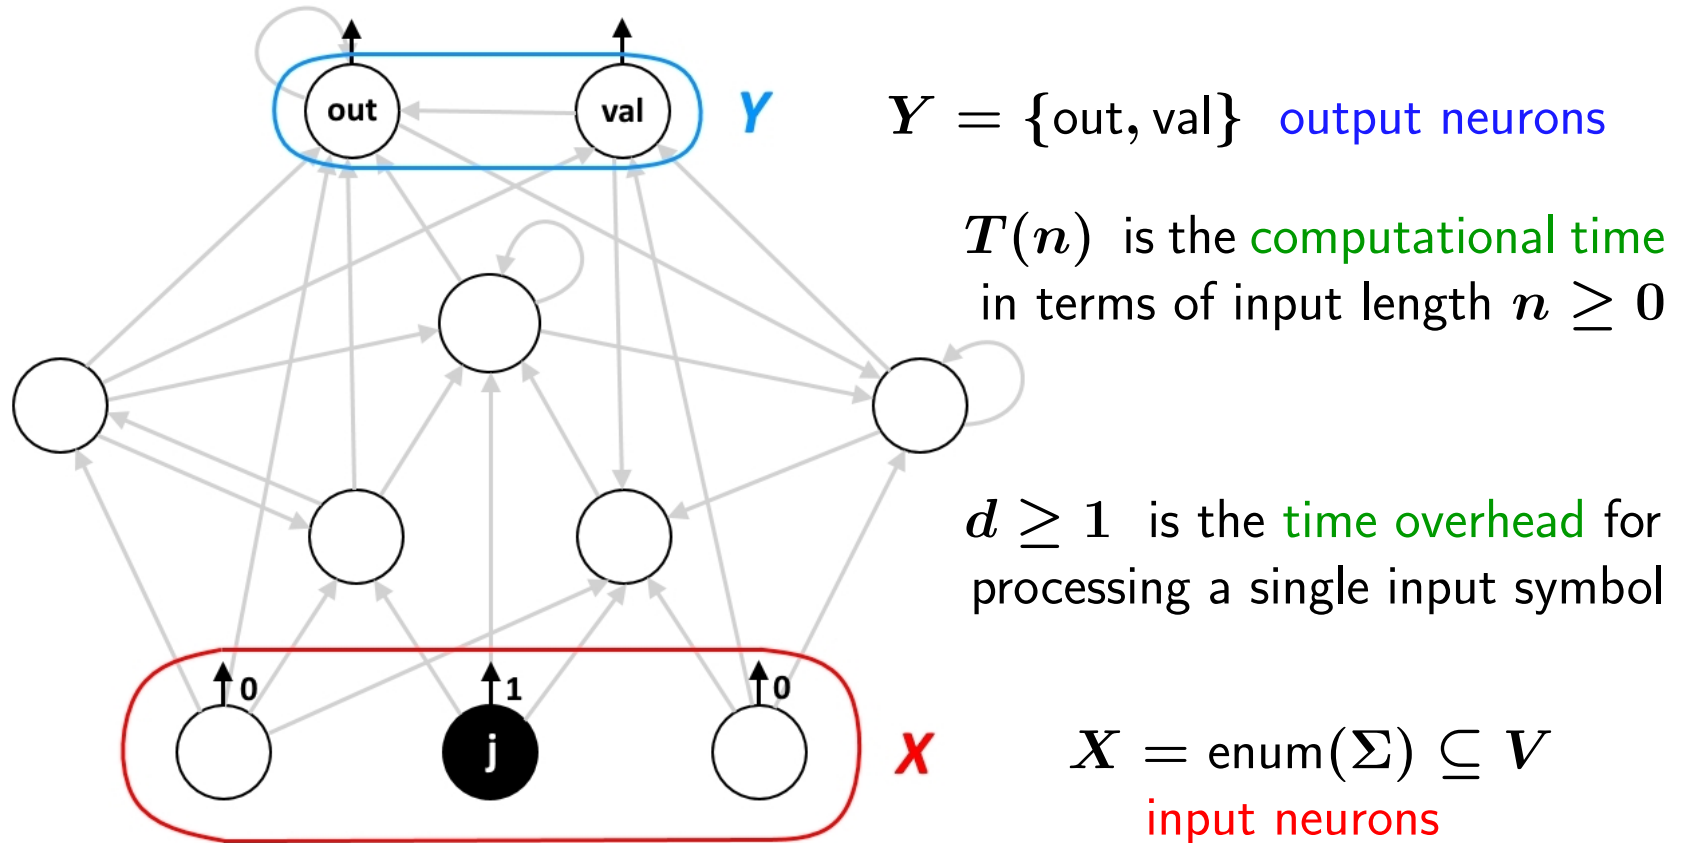 out val Y Y = {out, val} output neurons
T(n) is the computational time
in terms of input length n ≥ 0
d ≥ 1 is the time overhead for
processing a single input symbol
0 1 0
j X X = enum(Σ) ⊆ V
input neurons